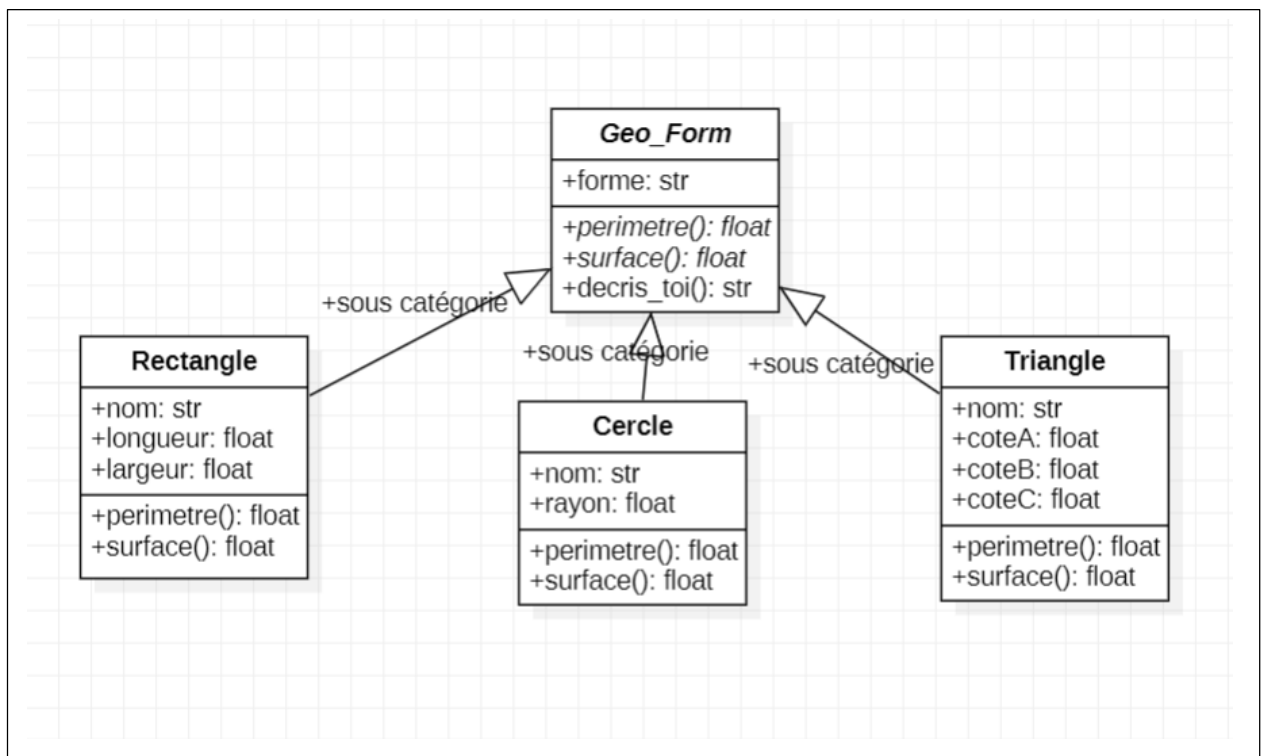 Geo_Form
+forme: str
+perimetre(): float
+surface(): float
+decris_toi(): str
+sous catégorie
+sous catégorie
+sous catégorie
Rectangle
+nom: str
+longueur: float
+largeur: float
+perimetre(): float
+surface(): float
Cercle
+nom: str
+rayon: float
+perimetre(): float
+surface(): float
Triangle
+nom: str
+coteA: float
+coteB: float
+coteC: float
+perimetre(): float
+surface(): float